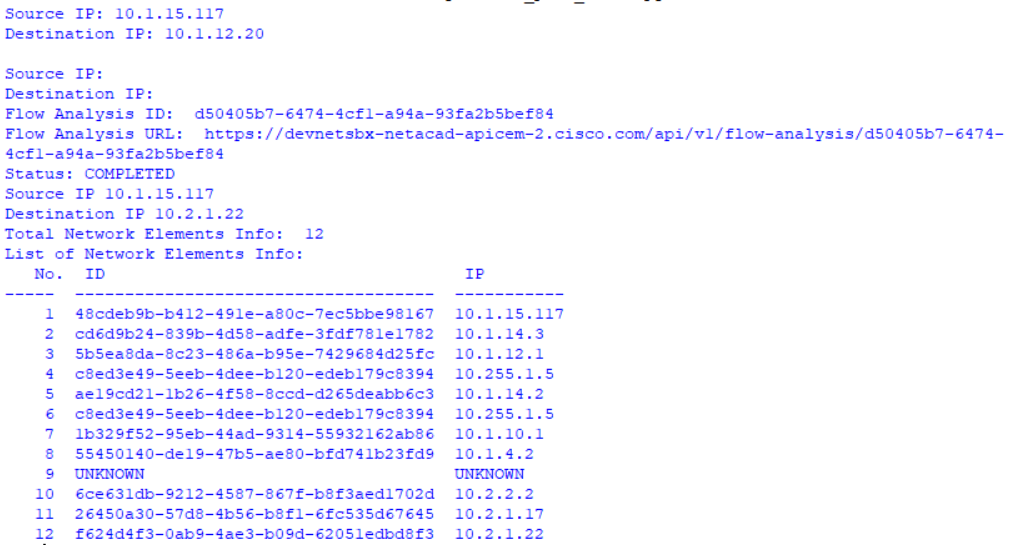 Source IP: 10.1.15.117
Destination IP: 10.1.12.20
Source IP:
Destination IP:
Flow Analysis ID:  d50405b7-6474-4cf1-a94a-93fa2b5bef84
Flow Analysis URL:  https://devnetsbx-netacad-apicem-2.cisco.com/api/v1/flow-analysis/d50405b7-6474-
4cf1-a94a-93fa2b5bef84
Status: COMPLETED
Source IP 10.1.15.117
Destination IP 10.2.1.22
Total Network Elements Info:  12
List of Network Elements Info:
No.  ID                                    IP
-----  ------------------------------------  -----------
1  48cdeb9b-b412-491e-a80c-7ec5bbe98167  10.1.15.117
2  cd6d9b24-839b-4d58-adfe-3fdf781e1782  10.1.14.3
3  5b5ea8da-8c23-486a-b95e-7429684d25fc  10.1.12.1
4  c8ed3e49-5eeb-4dee-b120-edeb179c8394  10.255.1.5
5  ae19cd21-1b26-4f58-8ccd-d265deabb6c3  10.1.14.2
6  c8ed3e49-5eeb-4dee-b120-edeb179c8394  10.255.1.5
7  1b329f52-95eb-44ad-9314-55932162ab86  10.1.10.1
8  55450140-de19-47b5-ae80-bfd741b23fd9  10.1.4.2
9  UNKNOWN                               UNKNOWN
10  6ce631db-9212-4587-867f-b8f3aed1702d  10.2.2.2
11  26450a30-57d8-4b56-b8f1-6fc535d67645  10.2.1.17
12  f624d4f3-0ab9-4ae3-b09d-62051edbd8f3  10.2.1.22